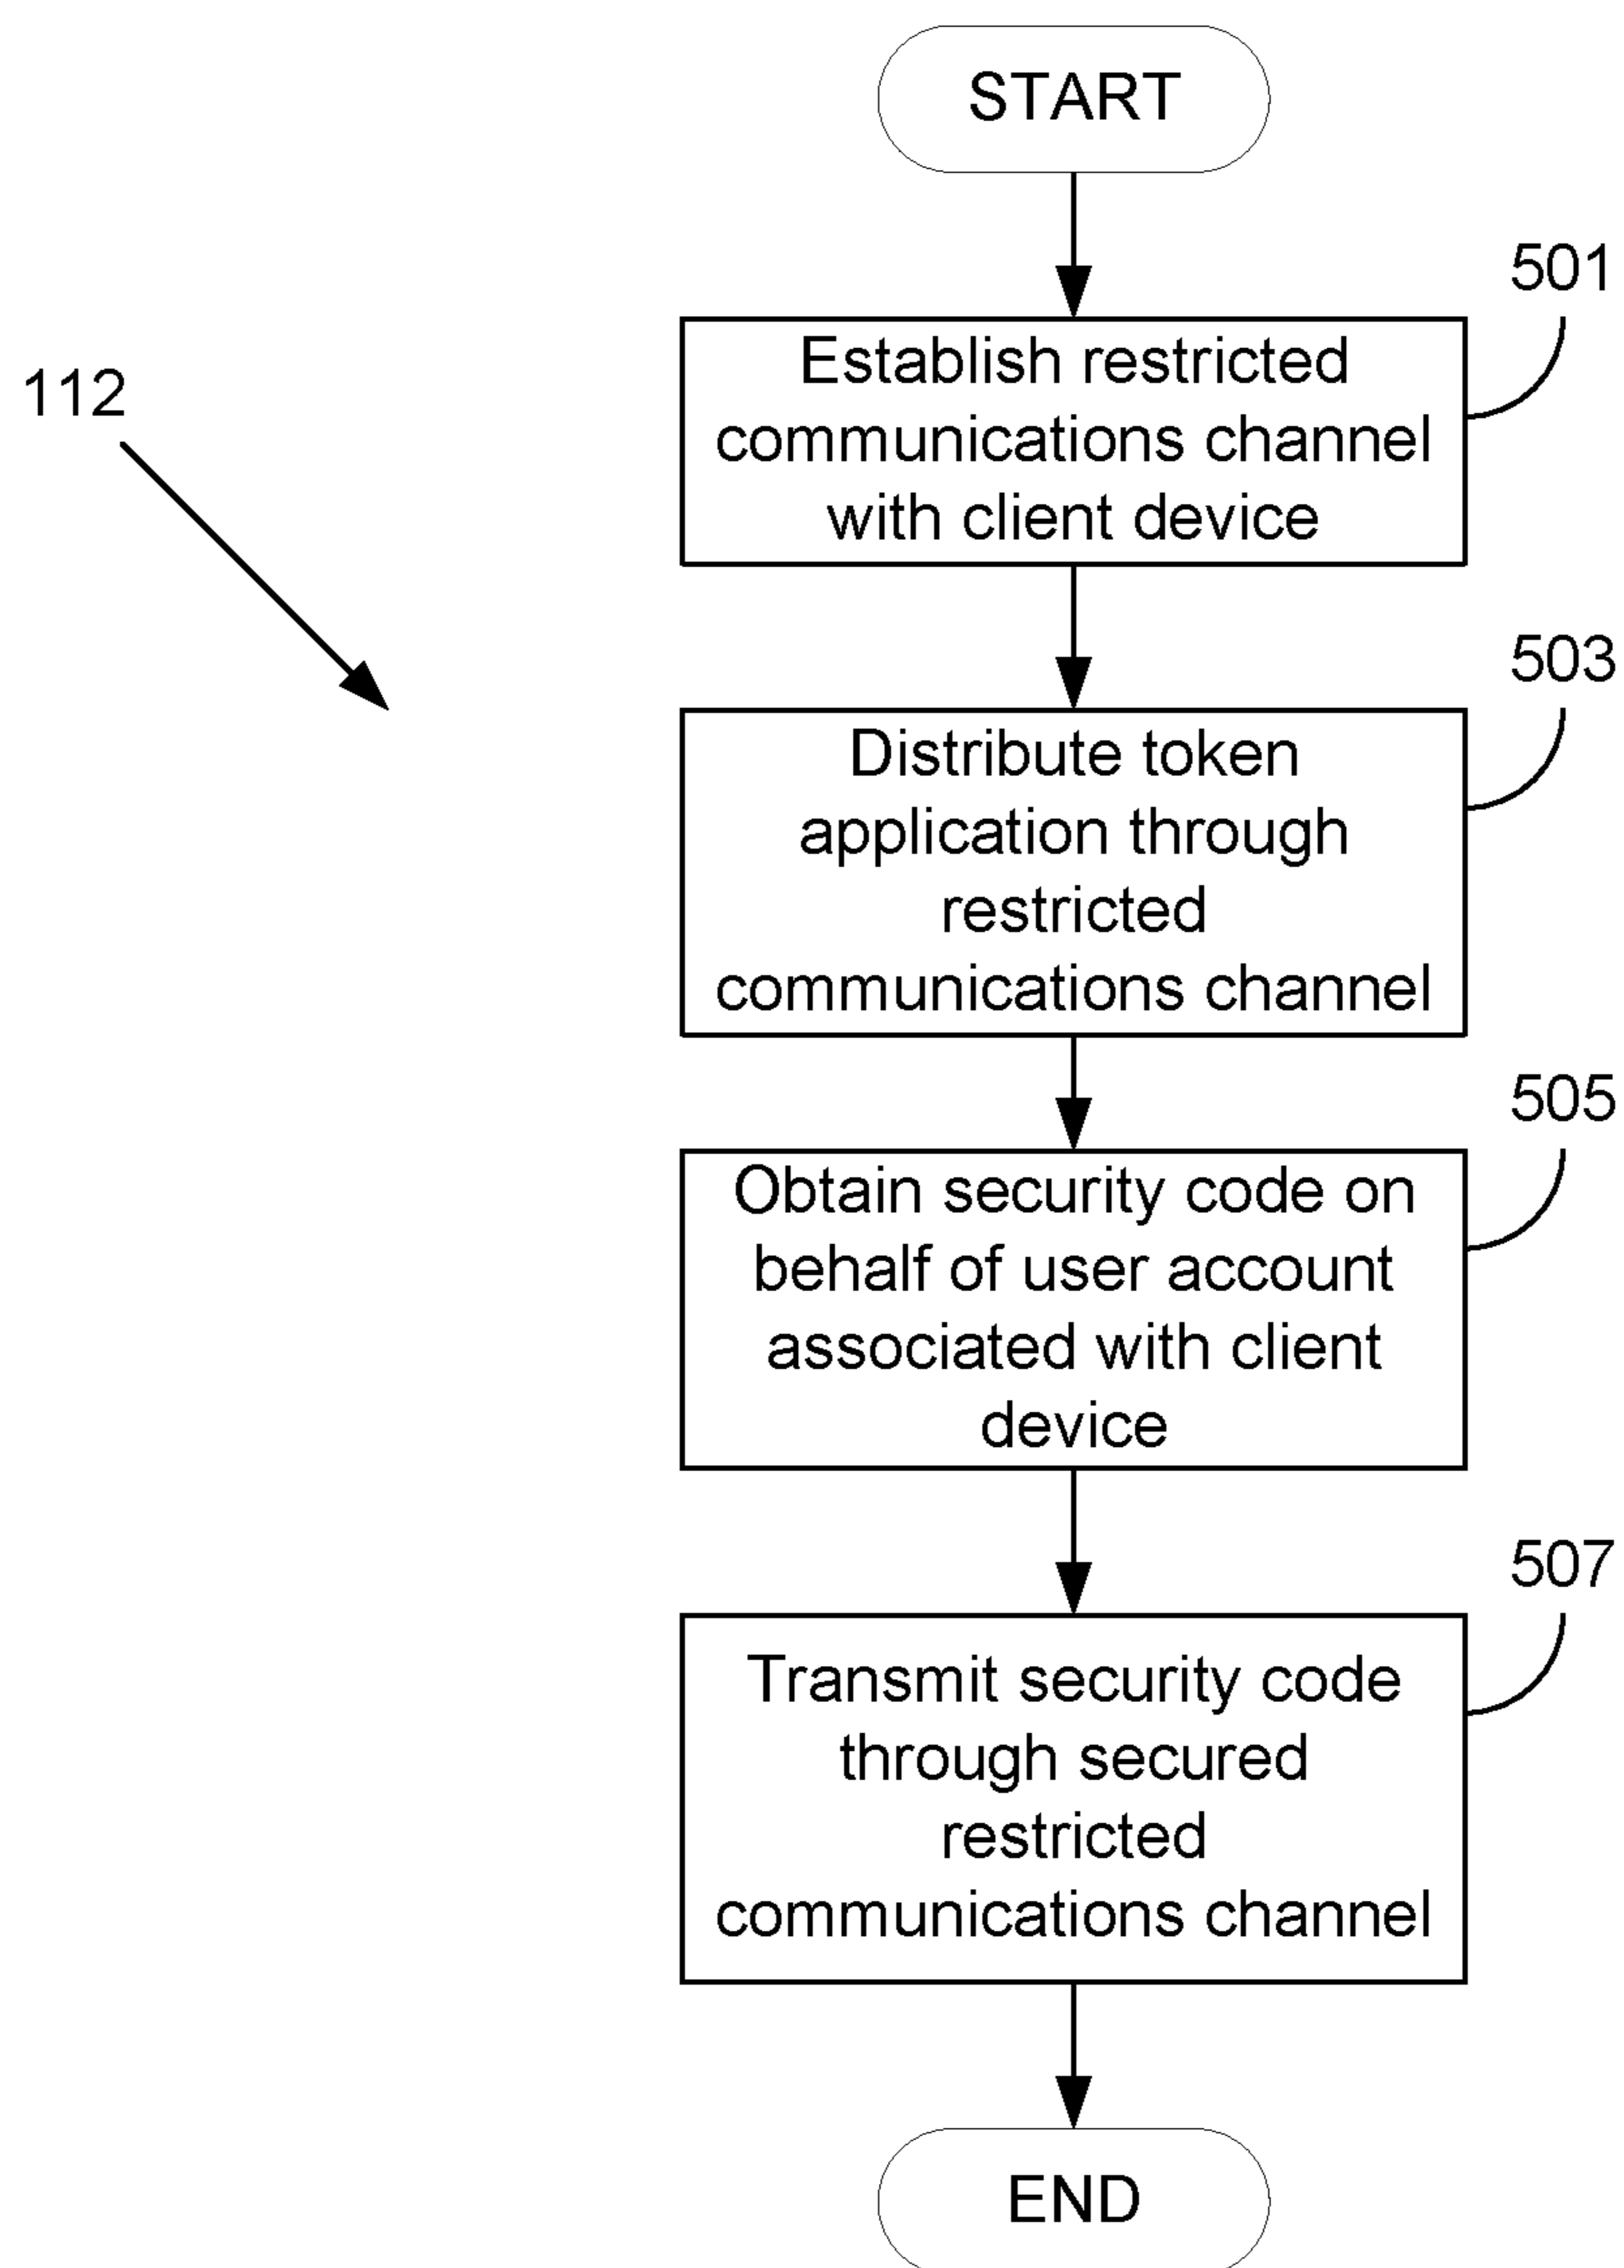 START
501
Establish restricted
communications channel
with client device
112
503
Distribute token
application through
restricted
communications channel
505
Obtain security code on
behalf of user account
associated with client
device
507
Transmit security code
through secured
restricted
communications channel
END